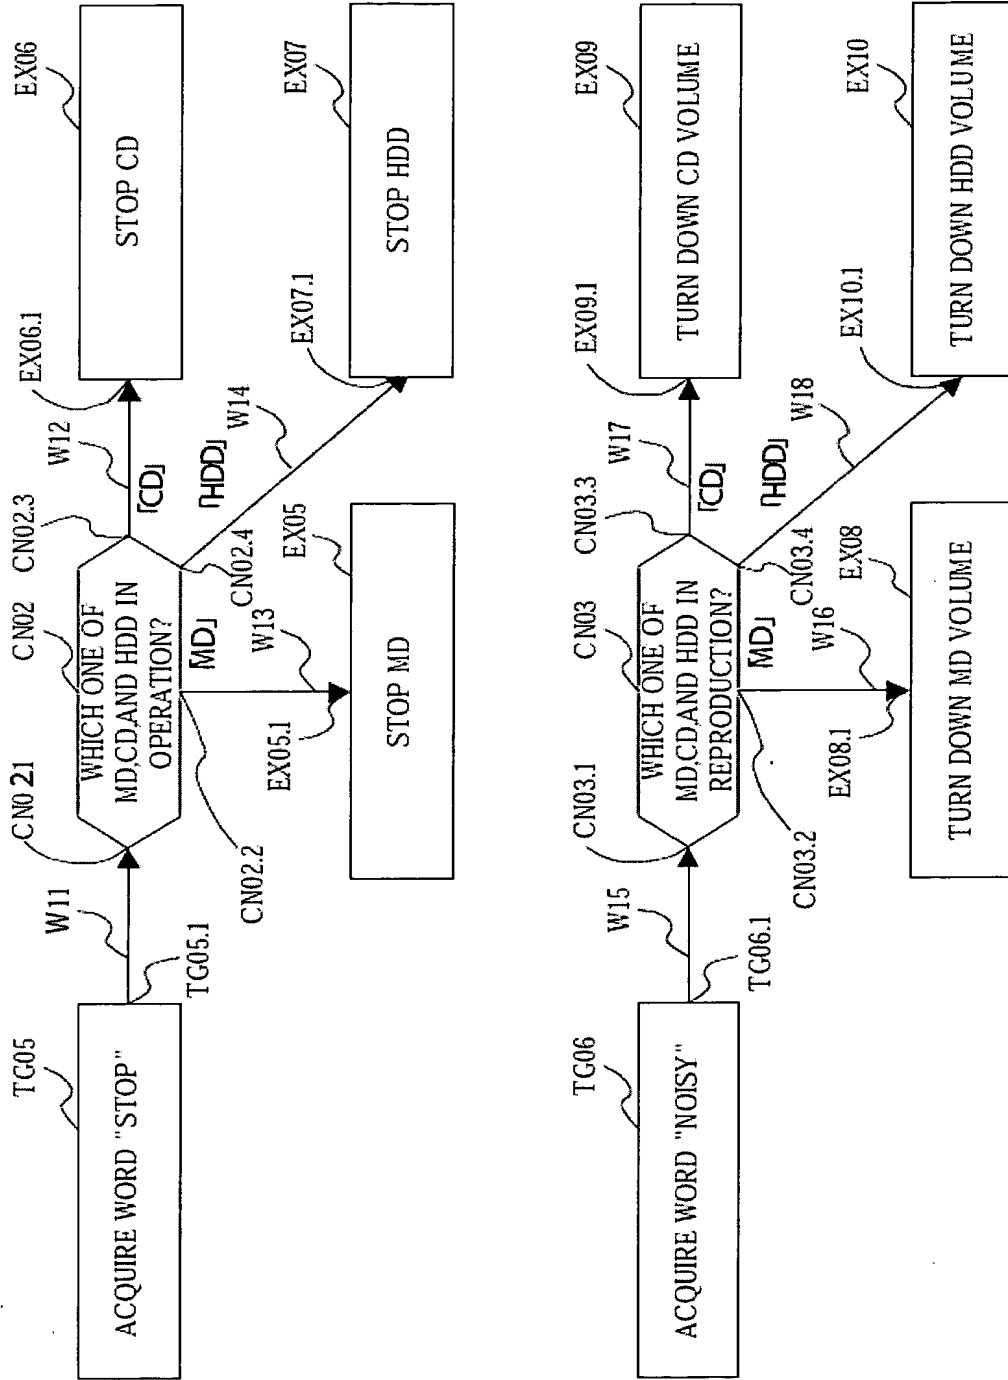 TG05
ACQUIRE WORD "STOP"
TG05.1
W11
CN02.1
CN02
WHICH ONE OF
MD,CD,AND HDD IN
OPERATION?
CN02.2
CN02.3
CN02.4
W12
「CD」
EX06.1
EX06
STOP CD
「MD」
W13
EX05.1
EX05
STOP MD
「HDD」
W14
EX07.1
EX07
STOP HDD
TG06
ACQUIRE WORD "NOISY"
TG06.1
W15
CN03.1
CN03
WHICH ONE OF
MD,CD,AND HDD IN
REPRODUCTION?
CN03.2
CN03.3
CN03.4
W17
「CD」
EX09.1
EX09
TURN DOWN CD VOLUME
「MD」
W16
EX08.1
EX08
TURN DOWN MD VOLUME
「HDD」
W18
EX10.1
EX10
TURN DOWN HDD VOLUME